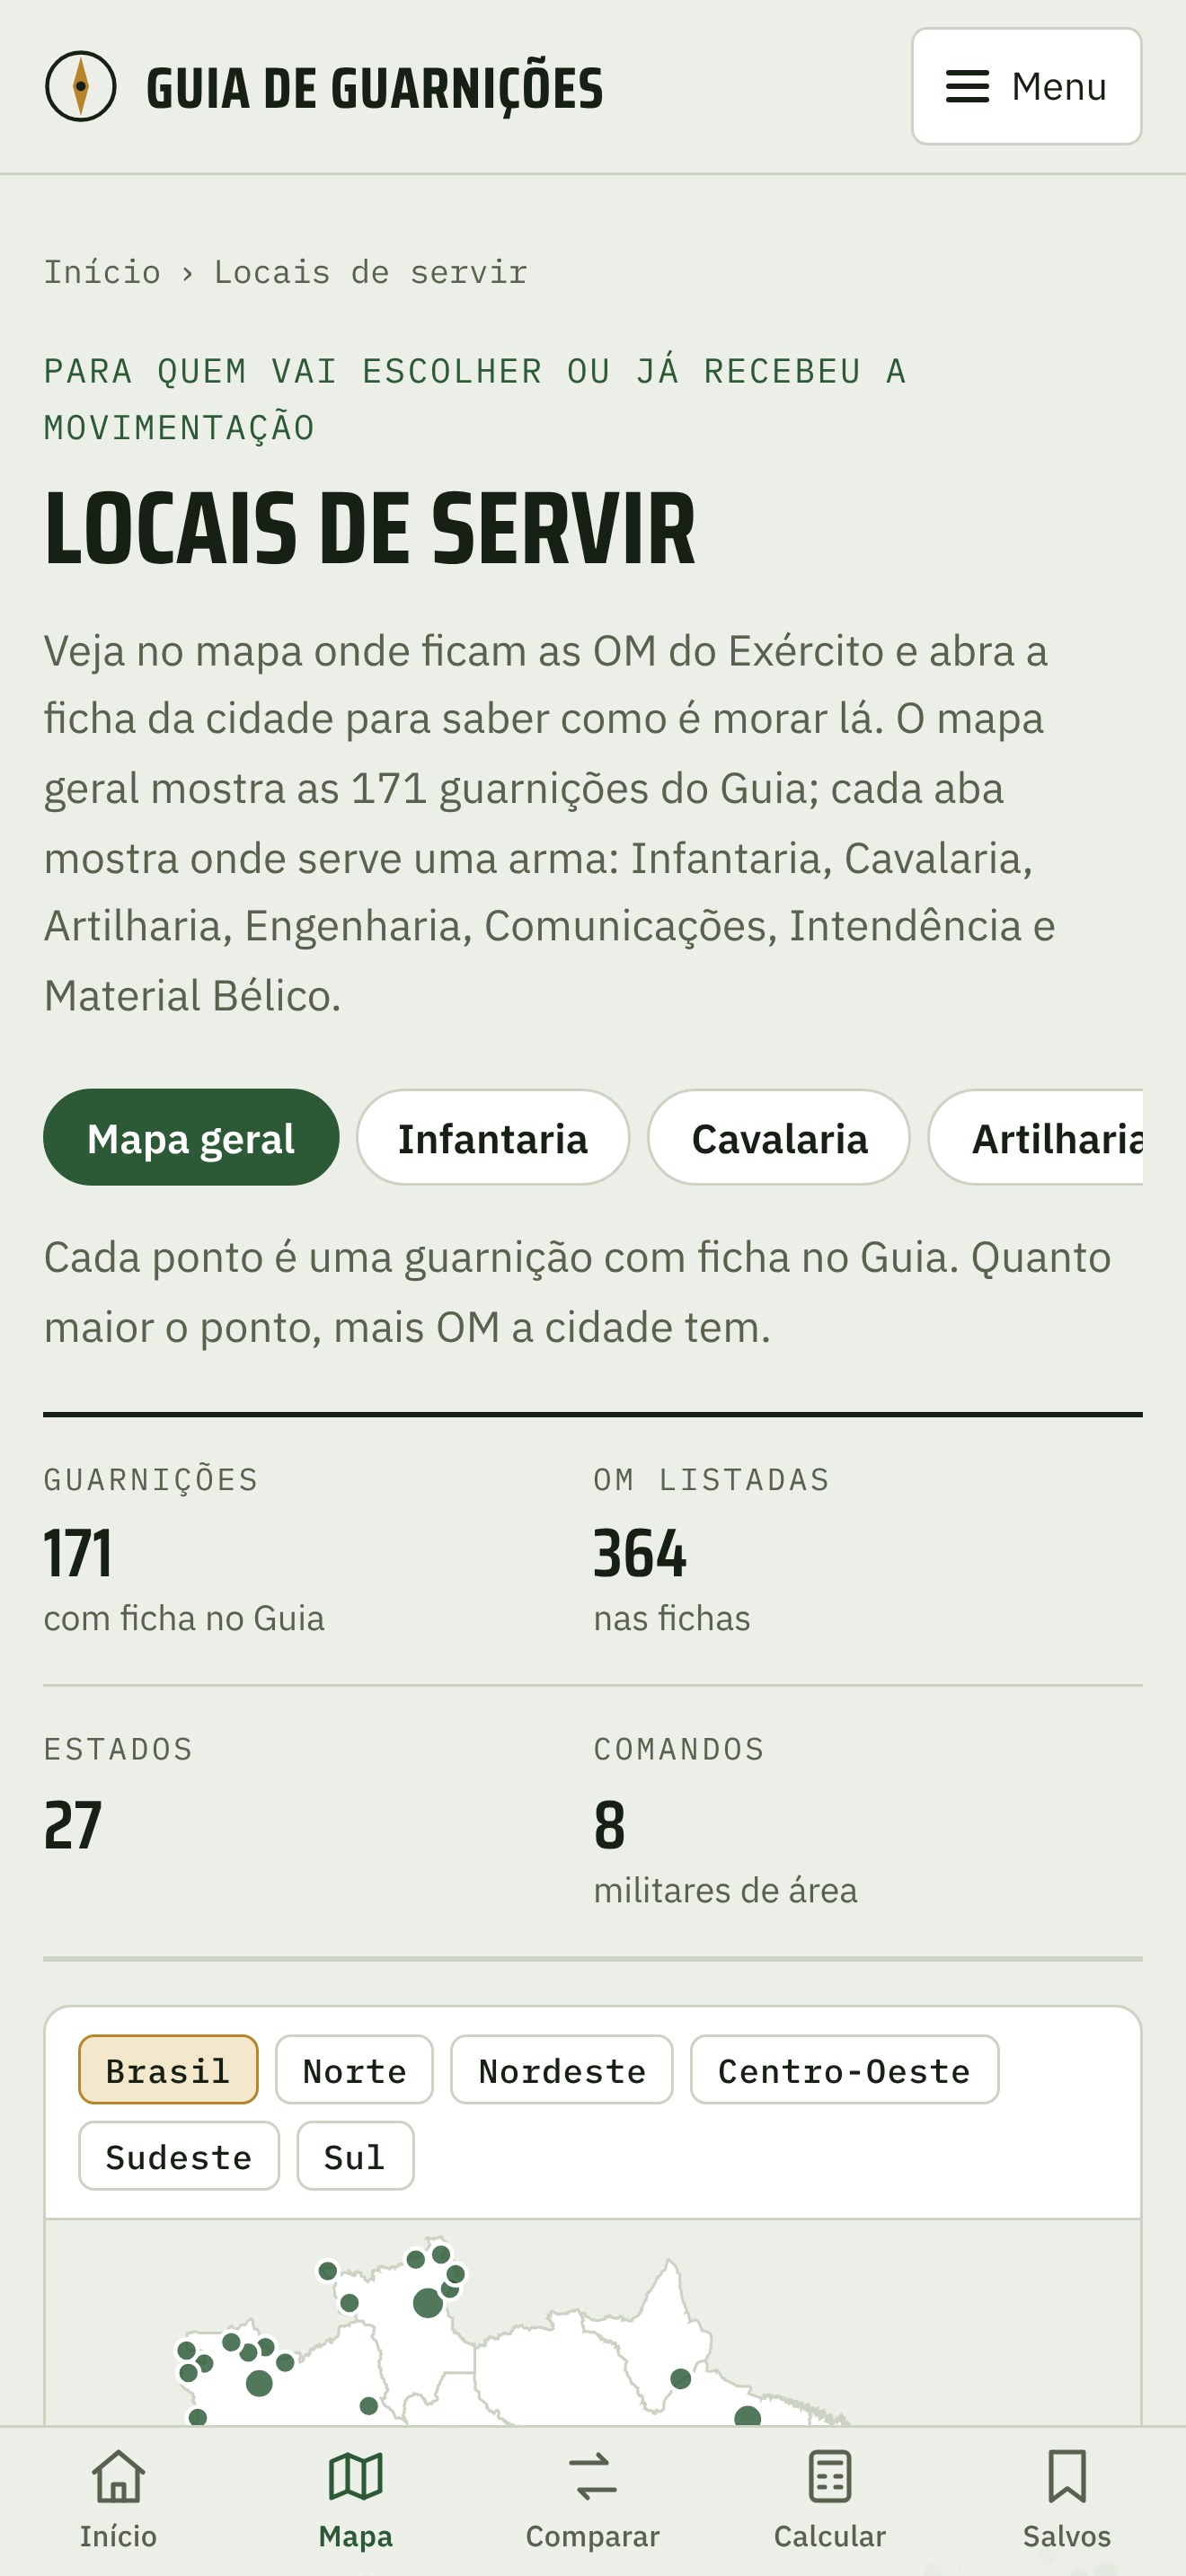 GUIA DE GUARNIÇÕES
Menu
Início › Locais de servir
PARA QUEM VAI ESCOLHER OU JÁ RECEBEU A
MOVIMENTAÇÃO
LOCAIS DE SERVIR
Veja no mapa onde ficam as OM do Exército e abra a
ficha da cidade para saber como é morar lá. O mapa
geral mostra as 171 guarnições do Guia; cada aba
mostra onde serve uma arma: Infantaria, Cavalaria,
Artilharia, Engenharia, Comunicações, Intendência e
Material Bélico.
Mapa geral
Infantaria
Cavalaria
Artilharia
Cada ponto é uma guarnição com ficha no Guia. Quanto
maior o ponto, mais OM a cidade tem.
GUARNIÇÕES
171
com ficha no Guia
OM LISTADAS
364
nas fichas
ESTADOS
27
COMANDOS
8
militares de área
Brasil
Norte
Nordeste
Centro-Oeste
Sudeste
Sul
Início
Mapa
Comparar
Calcular
Salvos